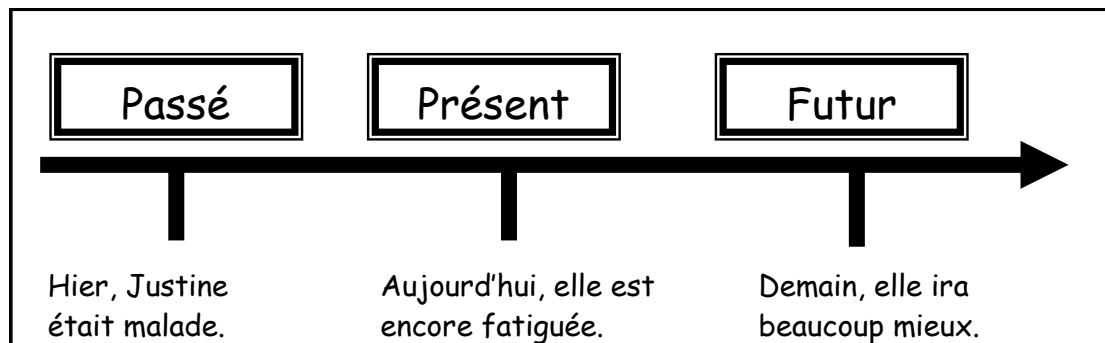 Passé
Présent
Futur
Hier, Justine
était malade.
Aujourd'hui, elle est
encore fatiguée.
Demain, elle ira
beaucoup mieux.